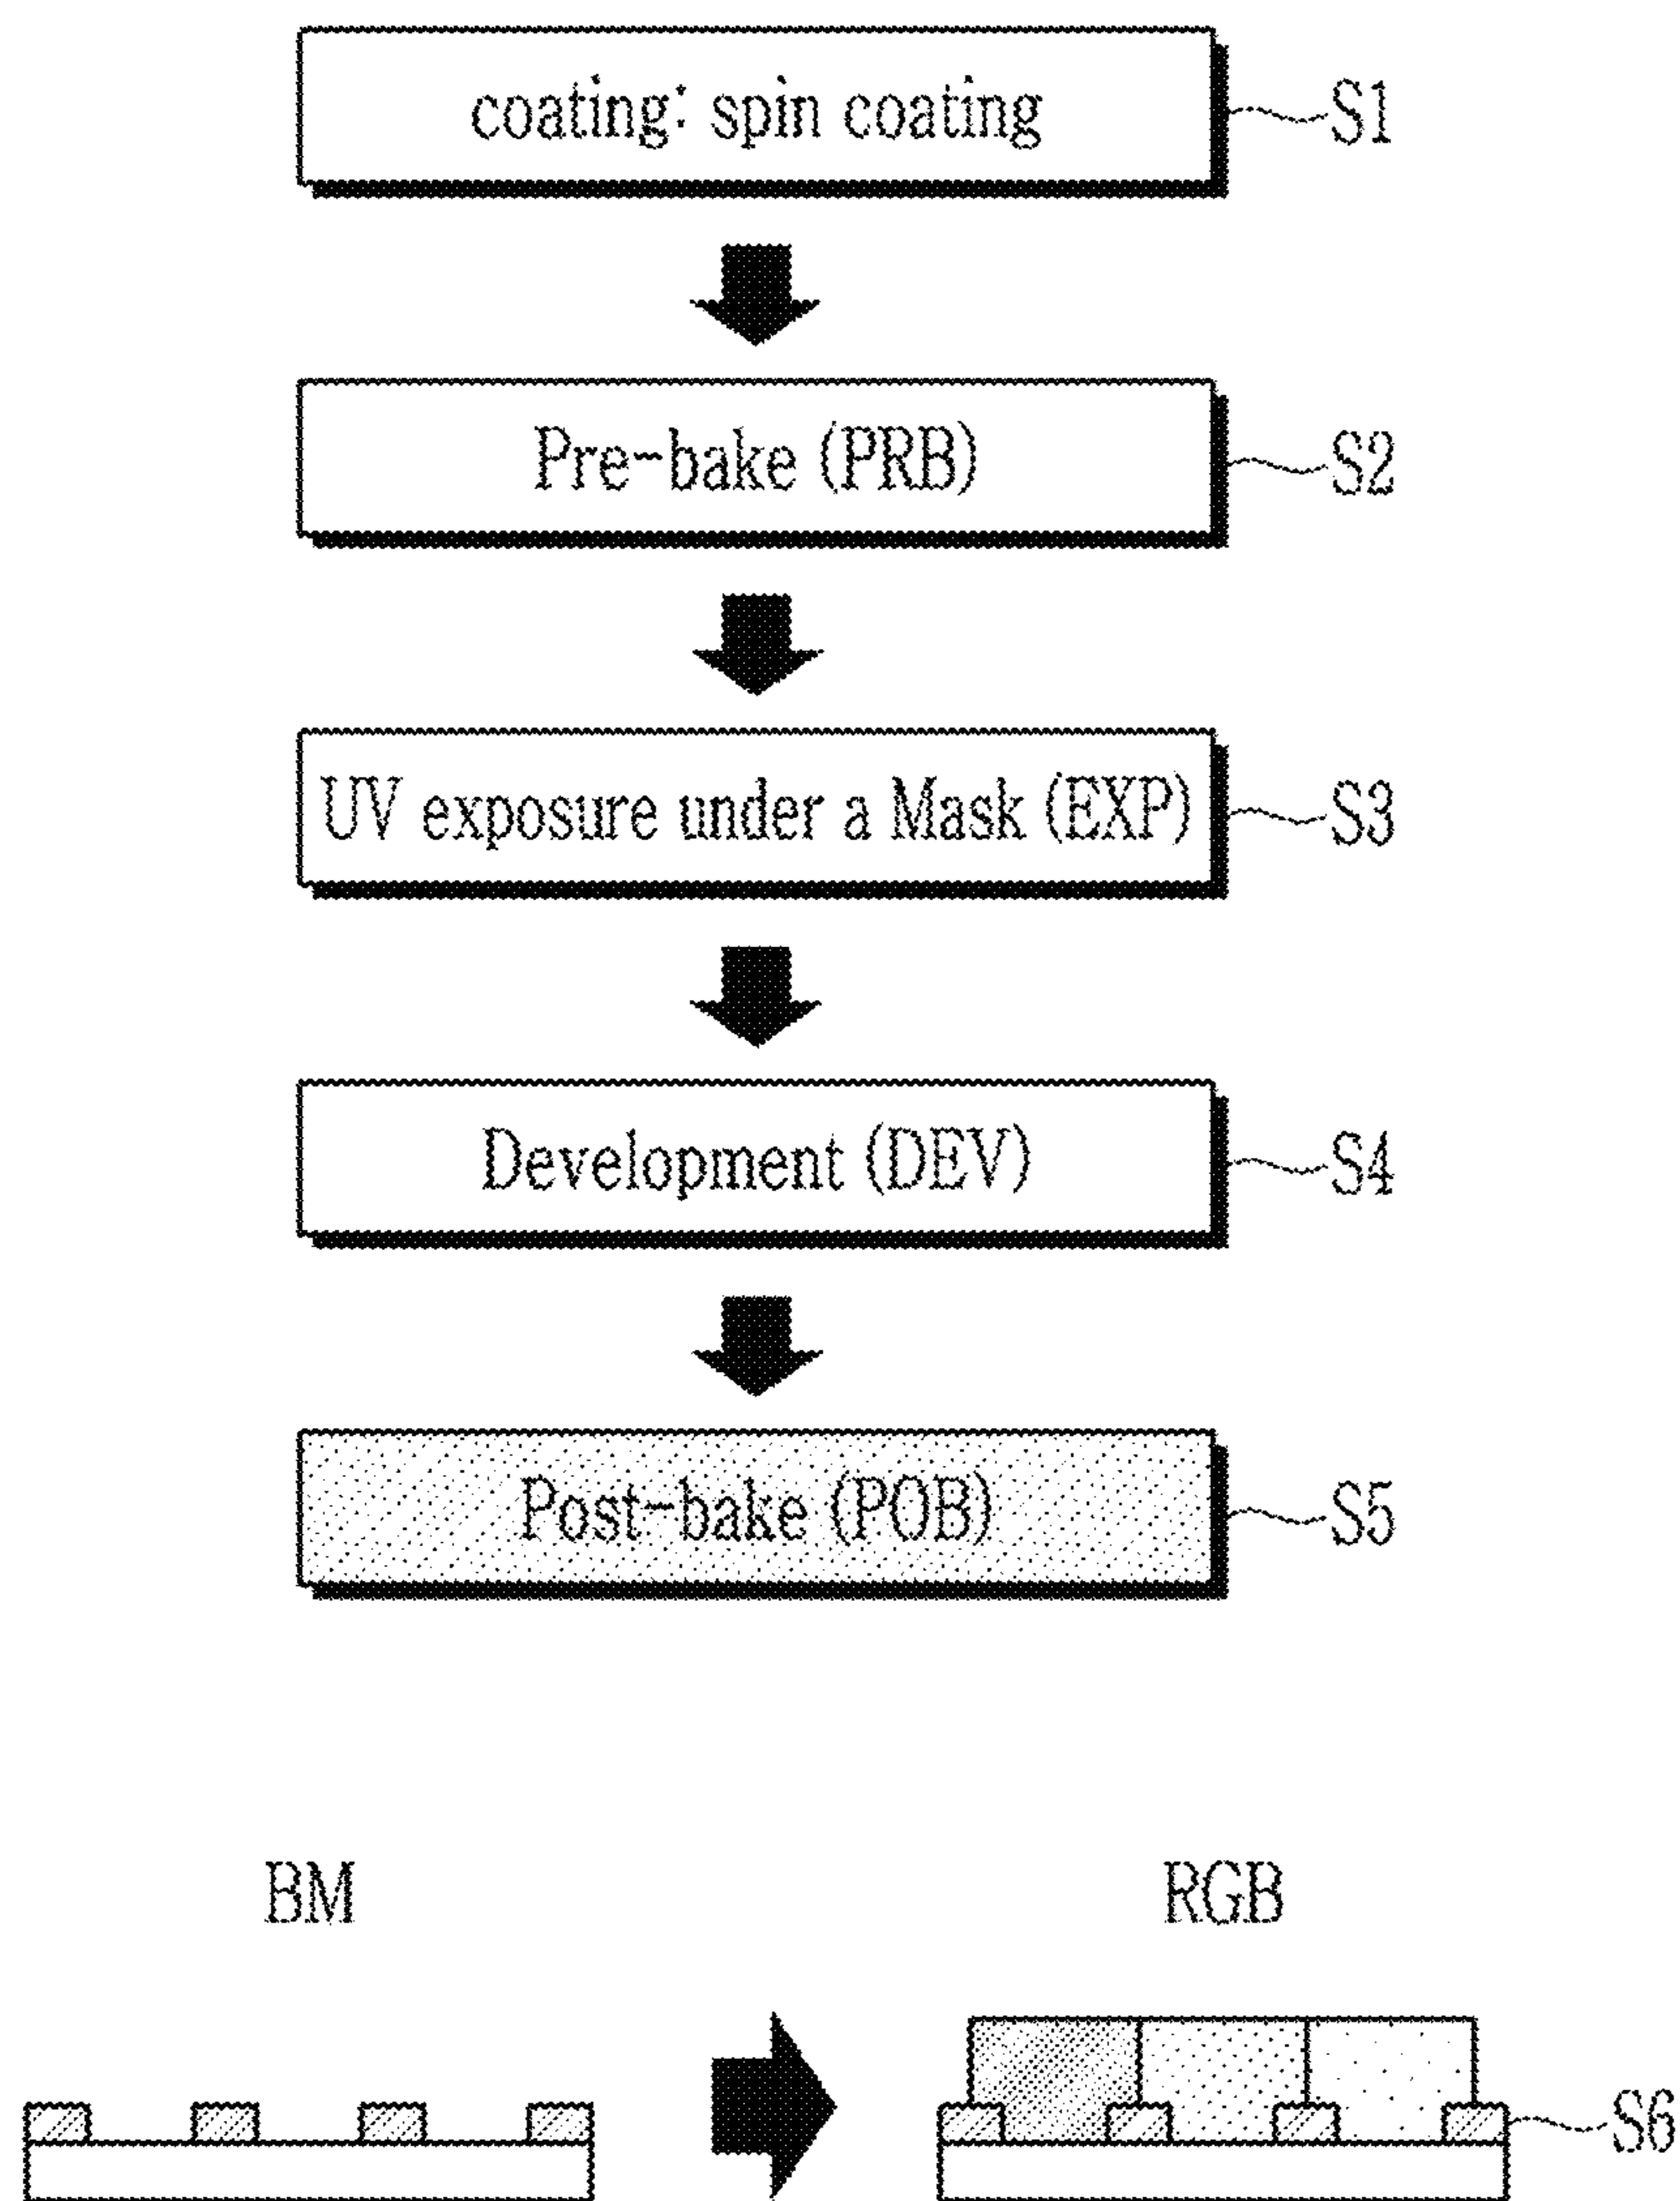 coating: spin coating S1
Pre-bake (PRB) S2
UV exposure under a Mask (EXP) S3
Development (DEV) S4
Post-bake (POB) S5
BM RGB
S6